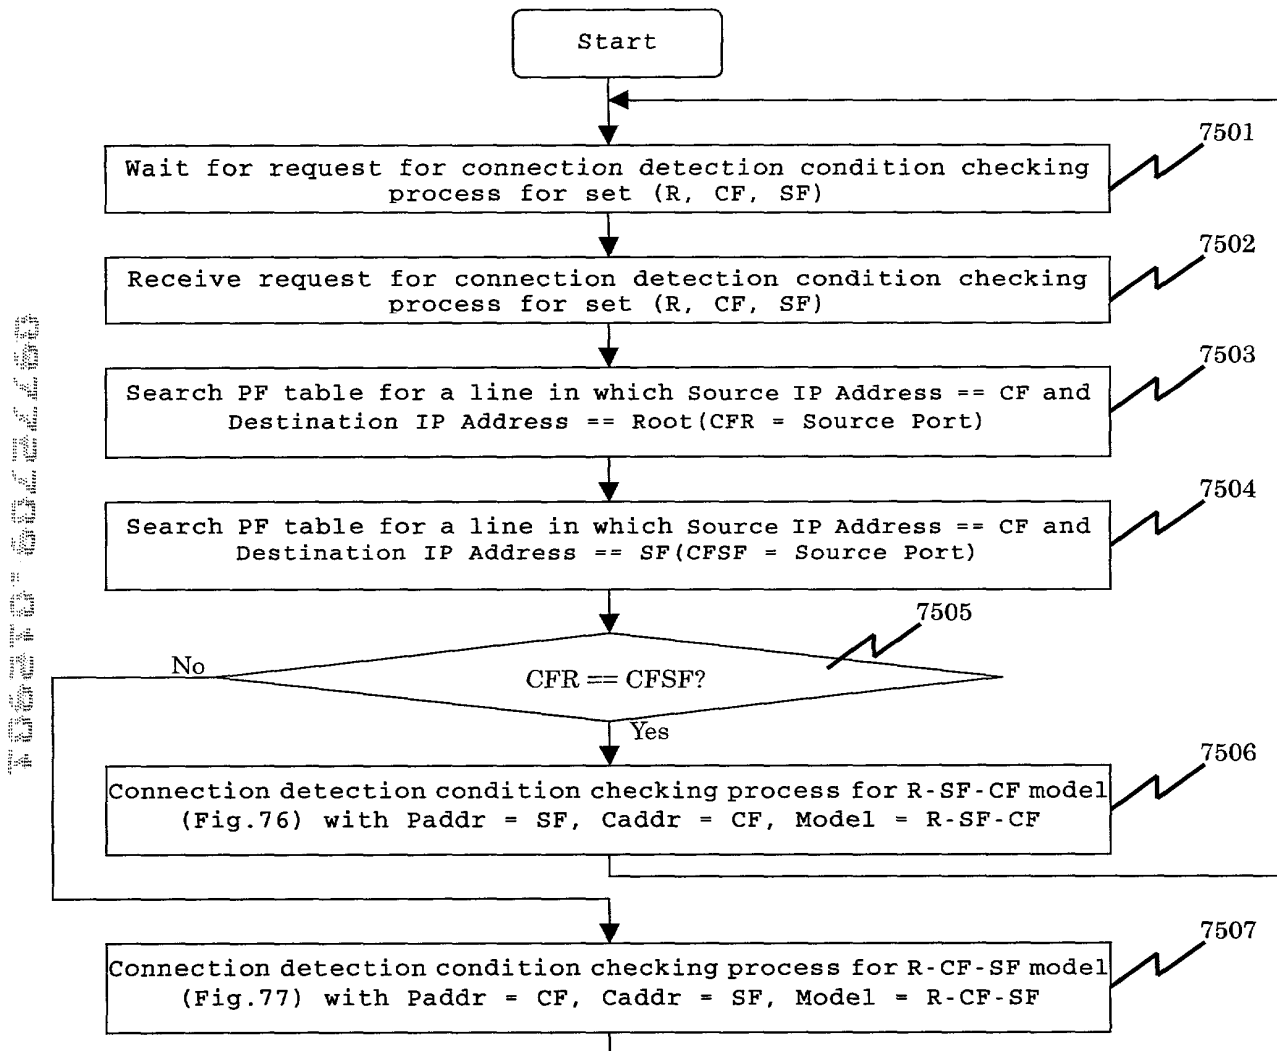 Start
7501
Wait for request for connection detection condition checking
process for set (R, CF, SF)
7502
Receive request for connection detection condition checking
process for set (R, CF, SF)
7503
Search PF table for a line in which Source IP Address == CF and
Destination IP Address == Root(CFR = Source Port)
7504
Search PF table for a line in which Source IP Address == CF and
Destination IP Address == SF(CFSF = Source Port)
7505
No
CFR == CFSF?
Yes
7506
Connection detection condition checking process for R-SF-CF model
(Fig.76) with Paddr = SF, Caddr = CF, Model = R-SF-CF
7507
Connection detection condition checking process for R-CF-SF model
(Fig.77) with Paddr = CF, Caddr = SF, Model = R-CF-SF